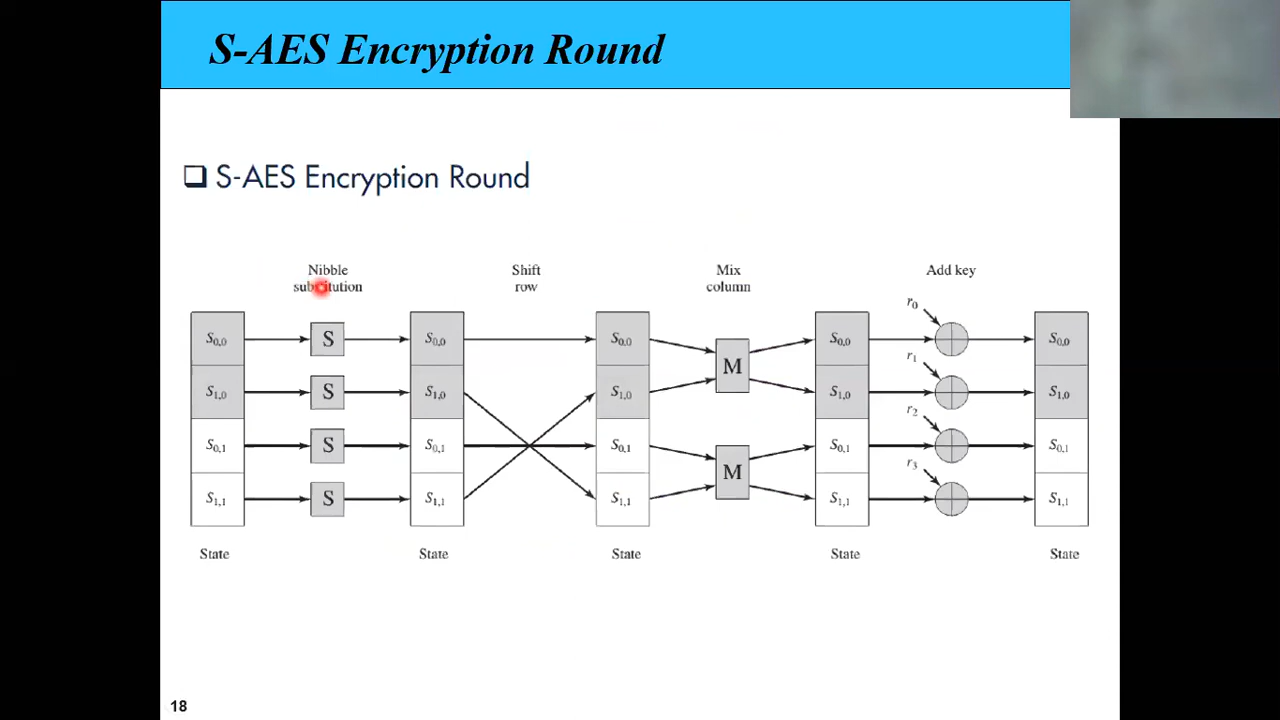 S-AES Encryption Round
❑ S-AES Encryption Round
Nibble
substitution
Shift
row
Mix
column
Add key
r0
r1
r2
r3
S0,0 S S0,0 S0,0 S0,0 S0,0
M
S1,0 S S1,0 S1,0 S1,0 S1,0
S0,1 S S0,1 S0,1 S0,1 S0,1
M
S1,1 S S1,1 S1,1 S1,1 S1,1
State State State State State
18